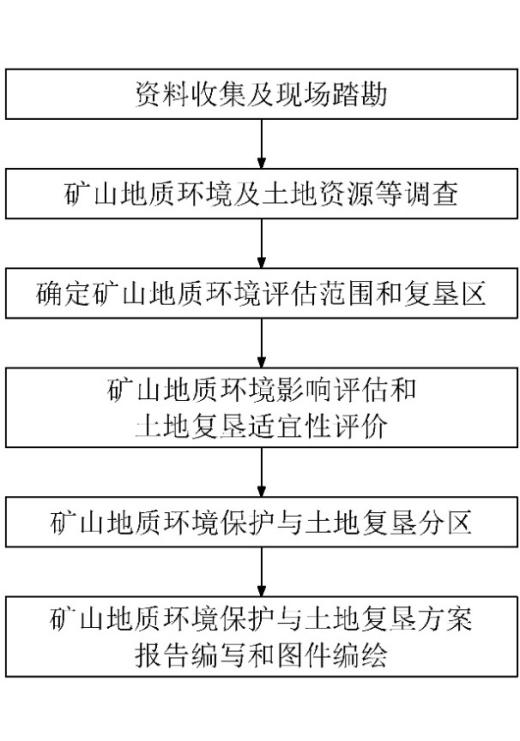 资料收集及现场踏勘
矿山地质环境及土地资源等调查
确定矿山地质环境评估范围和复垦区
矿山地质环境影响评估和
土地复垦适宜性评价
矿山地质环境保护与土地复垦分区
矿山地质环境保护与土地复垦方案
报告编写和图件编绘